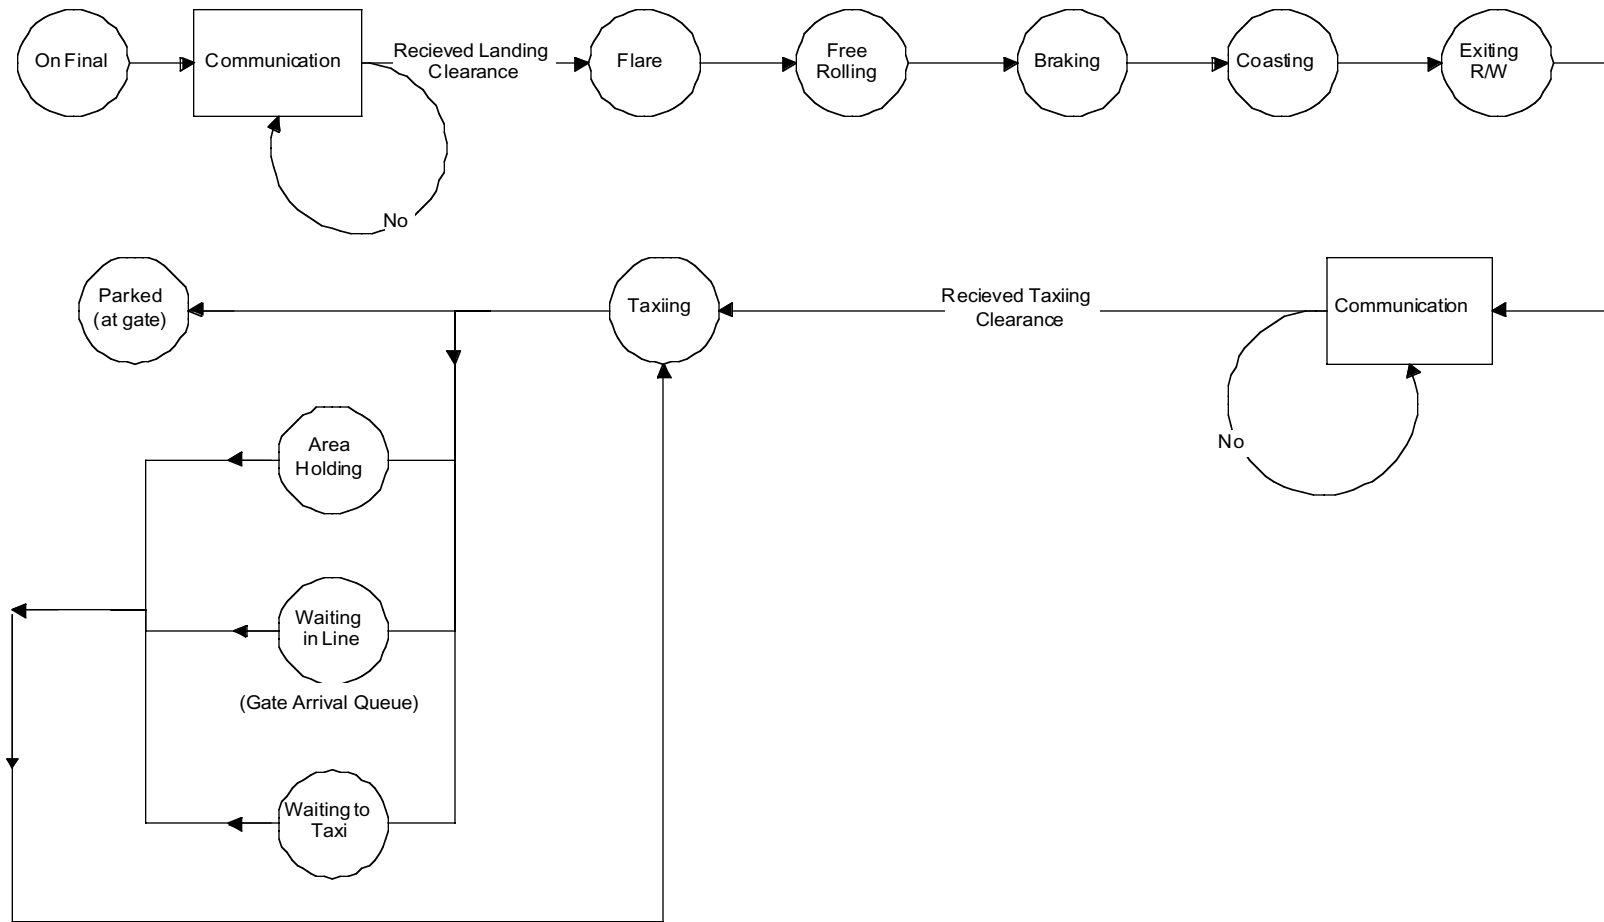 On Final
Communication
Recieved Landing
Clearance
Flare
Free
Rolling
Braking
Coasting
Exiting
R/W
No
Parked
(at gate)
Taxiing
Recieved Taxiing
Clearance
Communication
No
Area
Holding
Waiting
in Line
(Gate Arrival Queue)
Waiting to
Taxi